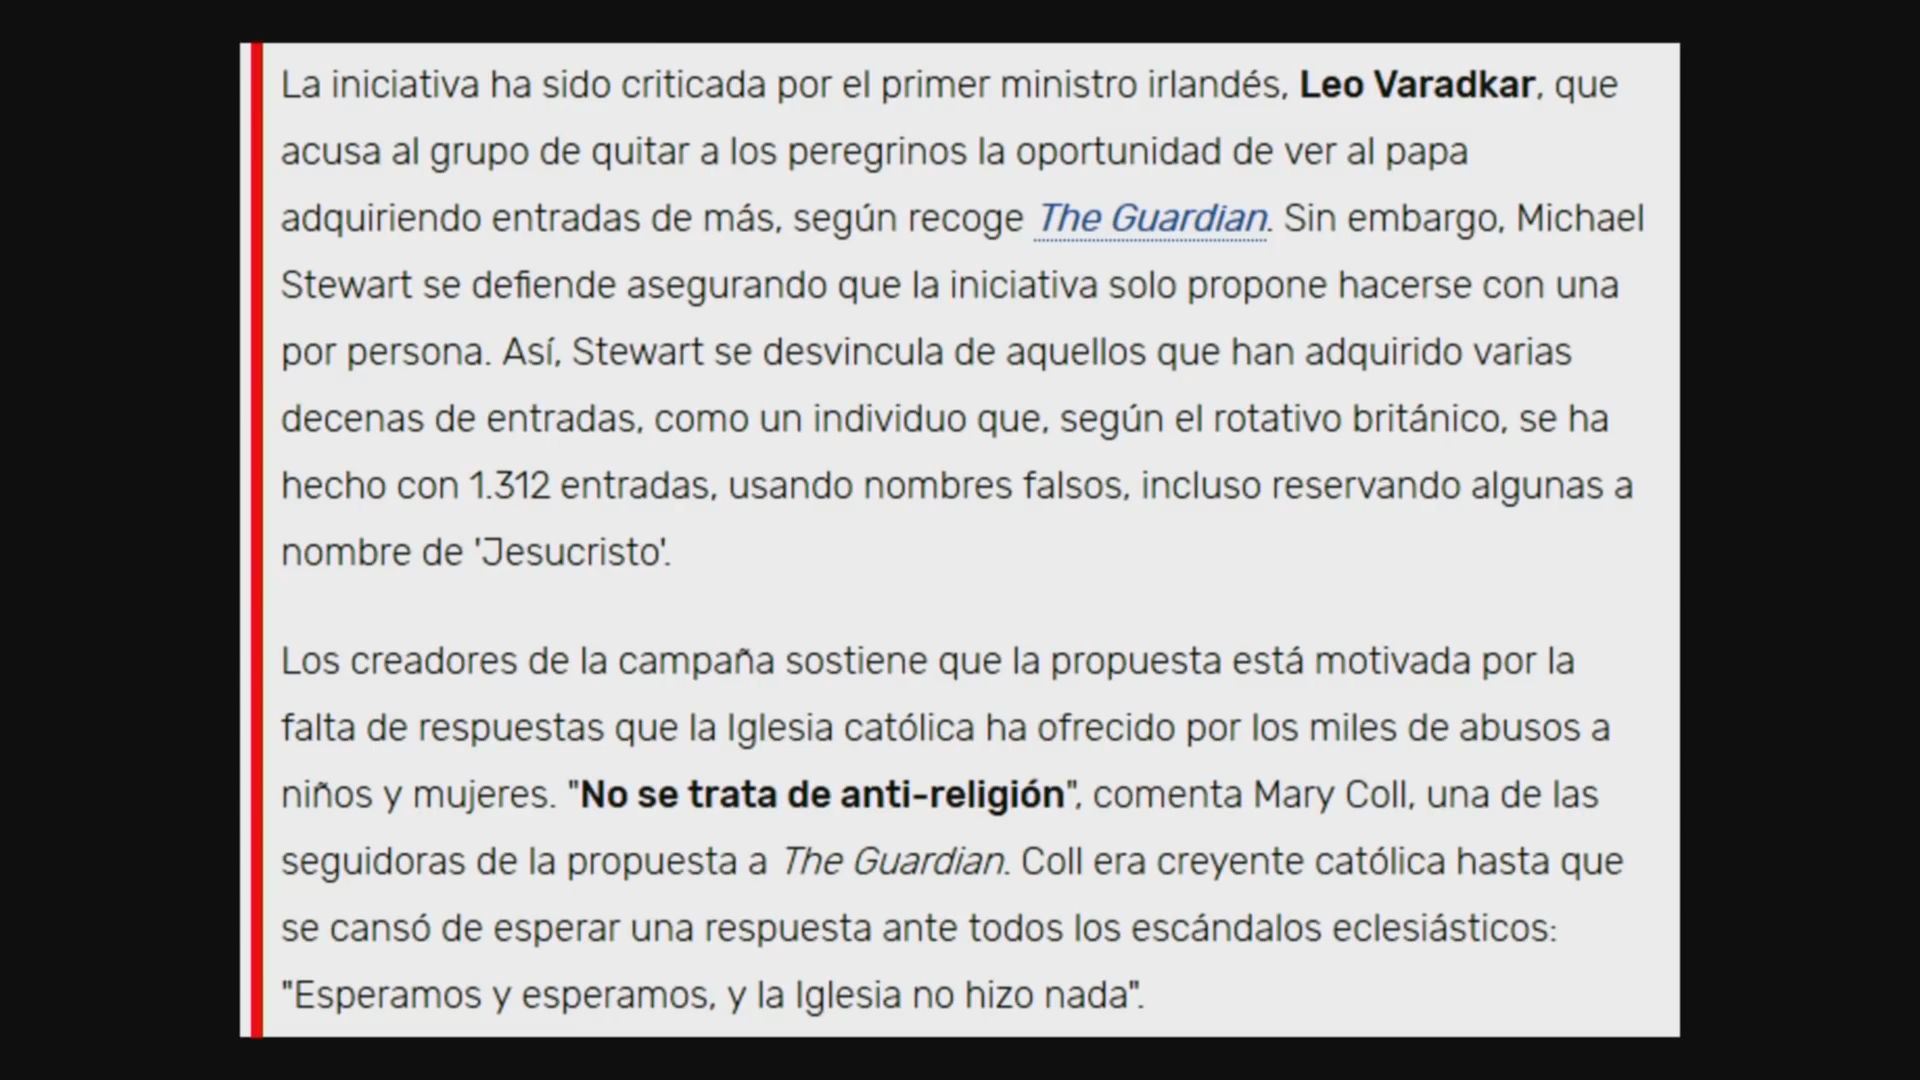 La iniciativa ha sido criticada por el primer ministro irlandés, Leo Varadkar, que
acusa al grupo de quitar a los peregrinos la oportunidad de ver al papa
adquiriendo entradas de más, según recoge The Guardian. Sin embargo, Michael
Stewart se defiende asegurando que la iniciativa solo propone hacerse con una
por persona. Así, Stewart se desvincula de aquellos que han adquirido varias
decenas de entradas, como un individuo que, según el rotativo británico, se ha
hecho con 1.312 entradas, usando nombres falsos, incluso reservando algunas a
nombre de 'Jesucristo'.
Los creadores de la campaña sostiene que la propuesta está motivada por la
falta de respuestas que la Iglesia católica ha ofrecido por los miles de abusos a
niños y mujeres. "No se trata de anti-religión", comenta Mary Coll, una de las
seguidoras de la propuesta a The Guardian. Coll era creyente católica hasta que
se cansó de esperar una respuesta ante todos los escándalos eclesiásticos:
"Esperamos y esperamos, y la Iglesia no hizo nada".